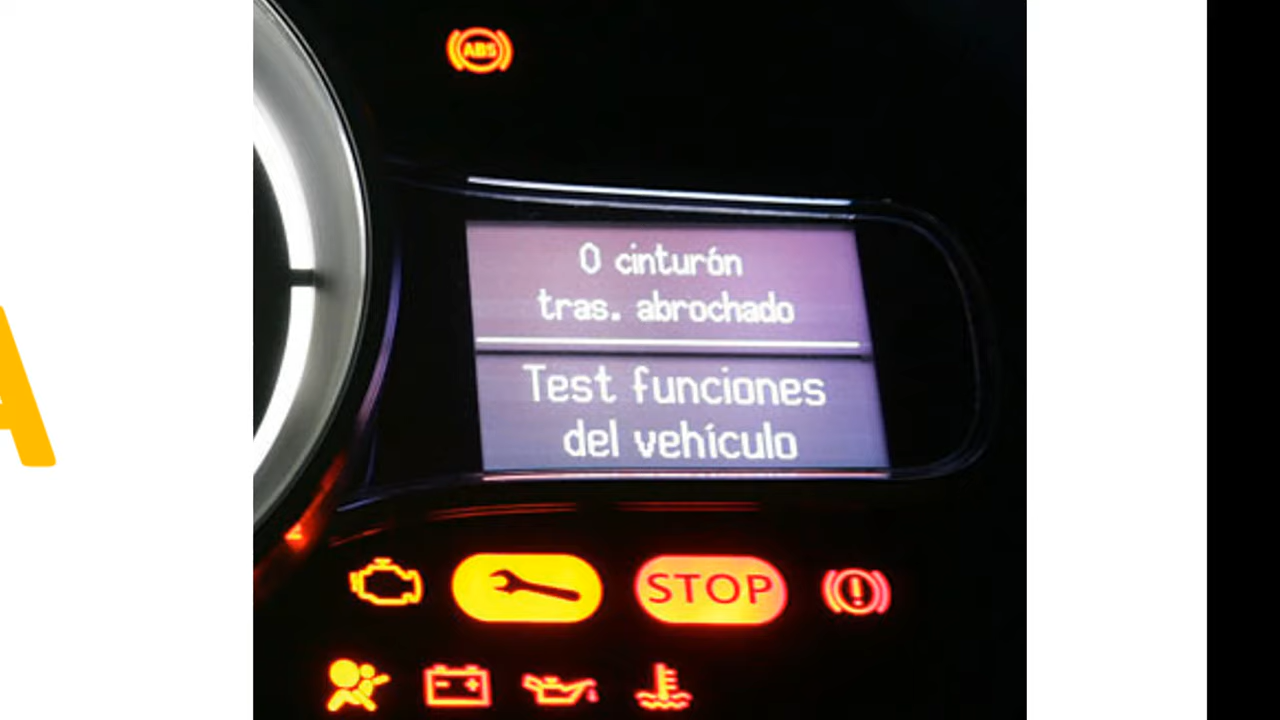 A
ABS
0 cinturón
tras. abrochado
Test funciones
del vehículo
STOP